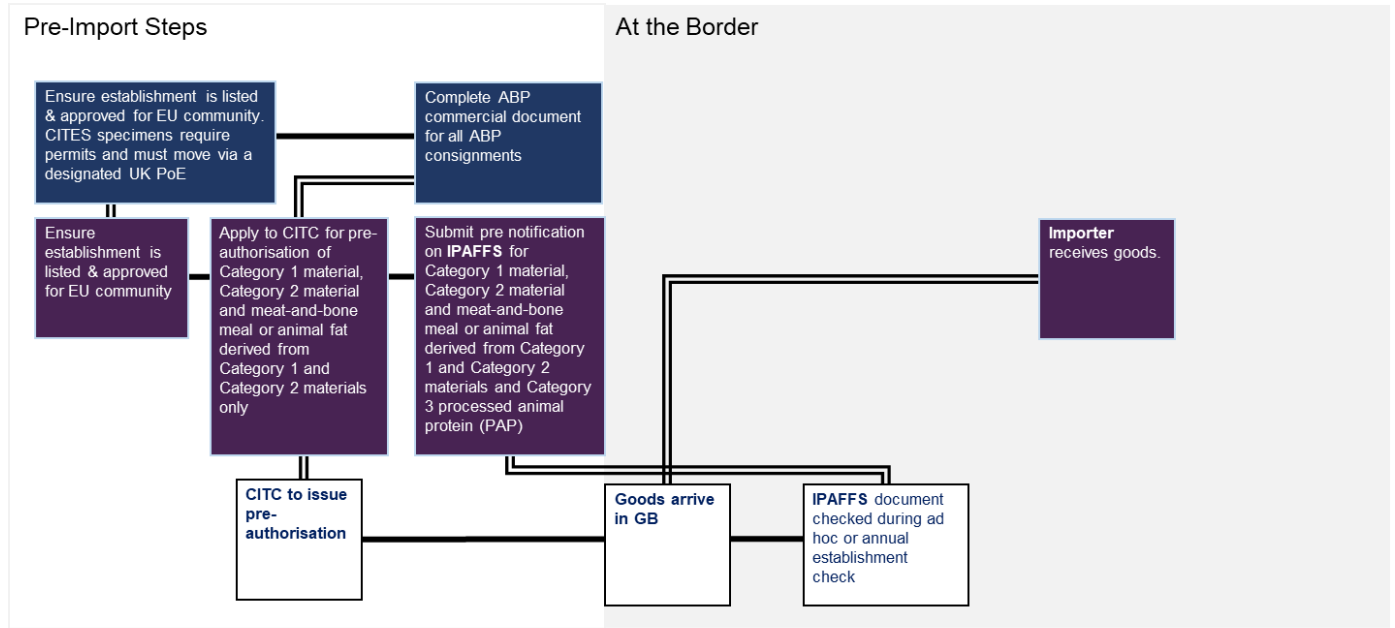 Pre-Import Steps
At the Border
Ensure establishment is listed
& approved for EU community.
CITES specimens require
permits and must move via a
designated UK PoE
Complete ABP
commercial document
for all ABP
consignments
Ensure
establishment is
listed & approved
for EU community
Apply to CITC for pre-
authorisation of
Category 1 material,
Category 2 material
and meat-and-bone
meal or animal fat
derived from
Category 1 and
Category 2 materials
only
Submit pre notification
on IPAFFS for
Category 1 material,
Category 2 material
and meat-and-bone
meal or animal fat
derived from Category
1 and Category 2
materials and Category
3 processed animal
protein (PAP)
Importer
receives goods.
CITC to issue
pre-
authorisation
Goods arrive
in GB
IPAFFS document
checked during ad
hoc or annual
establishment
check